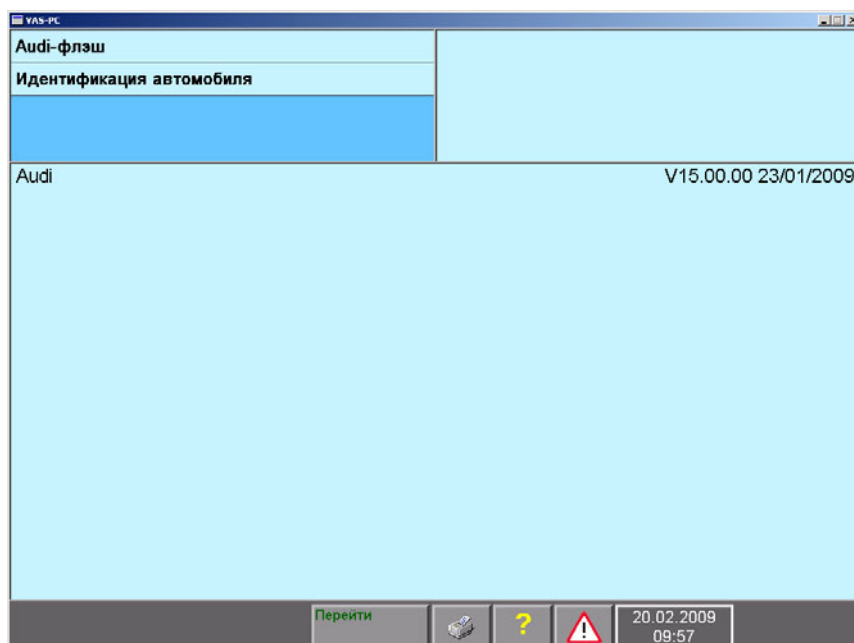 VAS-PC
Audi-флэш
Идентификация автомобиля
Audi V15.00.00 23/01/2009
Перейти
?
20.02.2009
09:57